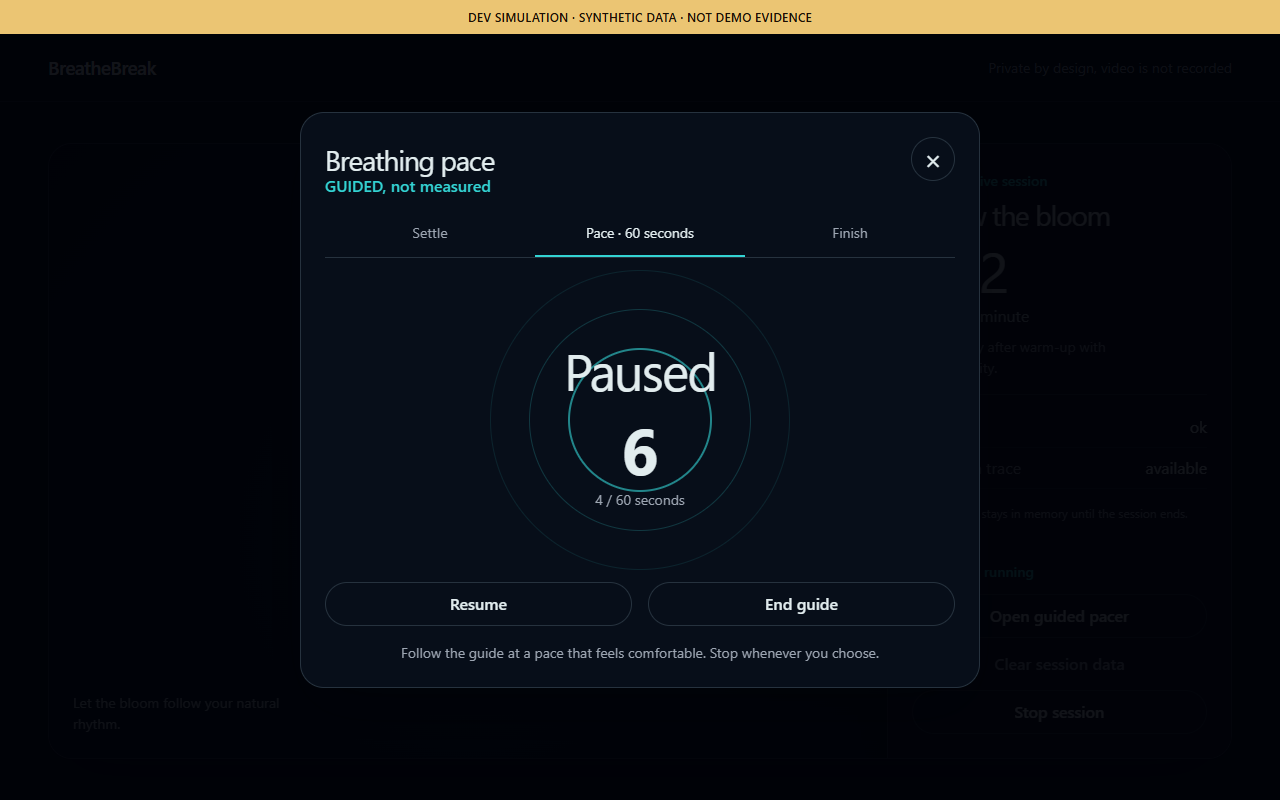 DEV SIMULATION · SYNTHETIC DATA · NOT DEMO EVIDENCE
BreatheBreak
Private by design, video is not recorded
Breathing pace
GUIDED, not measured
Settle
Pace · 60 seconds
Finish
Paused
6
4 / 60 seconds
Resume
End guide
Follow the guide at a pace that feels comfortable. Stop whenever you choose.
session
the bloom
2
minute
after warm-up with
ok
trace
available
stays in memory until the session ends.
running
Open guided pacer
Clear session data
Stop session
Let the bloom follow your natural
rhythm.